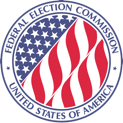 FEDERAL ELECTION COMMISSION
UNITED STATES OF AMERICA